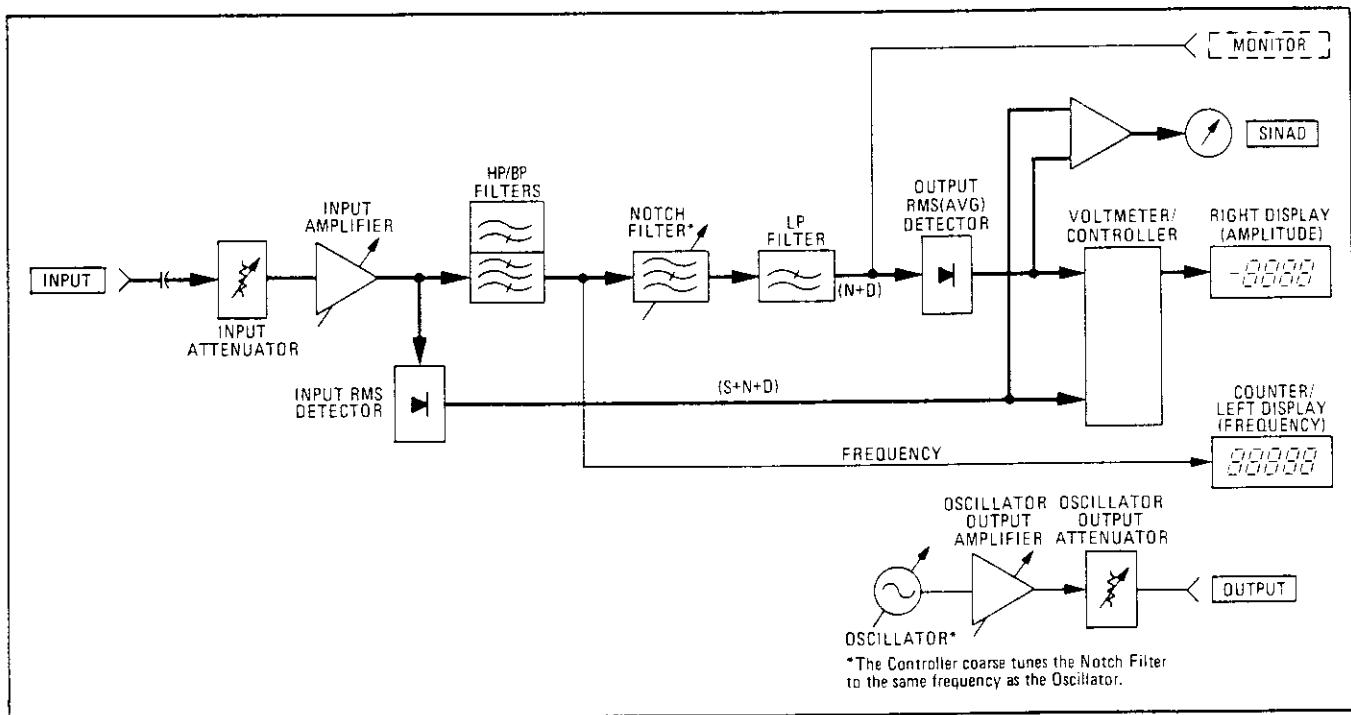 MONITOR
SINAD
HP/BP
FILTERS
OUTPUT
RMS(AVG)
DETECTOR
INPUT
AMPLIFIER
NOTCH
FILTER*
LP
FILTER
VOLTMETER/
CONTROLLER
RIGHT DISPLAY
(AMPLITUDE)
-0000
INPUT
(N+D)
INPUT
ATTENUATOR
INPUT RMS
DETECTOR
(S+N+D)
COUNTER/
LEFT DISPLAY
(FREQUENCY)
FREQUENCY
88888
OSCILLATOR
OUTPUT
AMPLIFIER
OSCILLATOR
OUTPUT
ATTENUATOR
OUTPUT
OSCILLATOR*
*The Controller coarse tunes the Notch Filter
to the same frequency as the Oscillator.